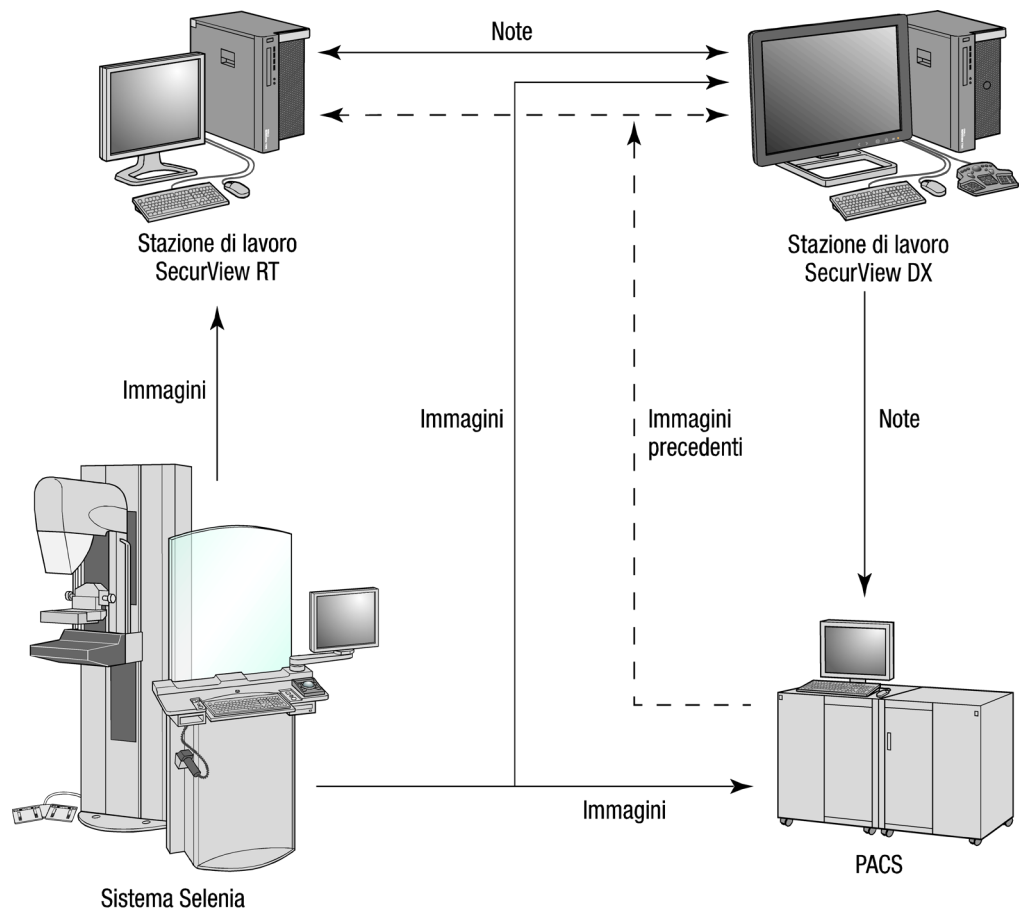 Note
Stazione di lavoro
SecurView RT
Stazione di lavoro
SecurView DX
Immagini
Immagini
Immagini
precedenti
Note
Immagini
PACS
Sistema Selenia